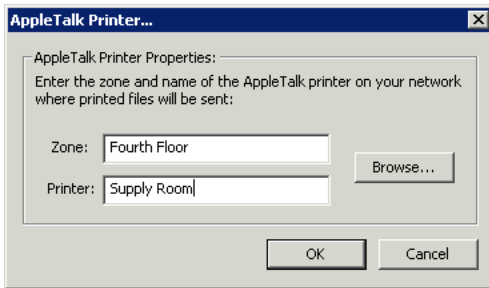 AppleTalk Printer...
AppleTalk Printer Properties:
Enter the zone and name of the AppleTalk printer on your network
where printed files will be sent:
Zone: Fourth Floor
Browse...
Printer: Supply Room
OK Cancel